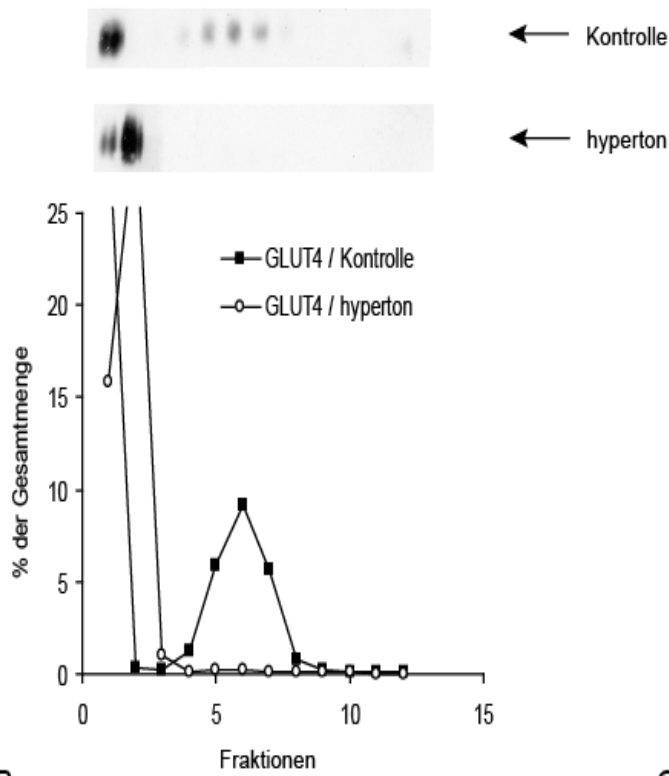 Kontrolle
hyperton
GLUT4 / Kontrolle
GLUT4 / hyperton
% der Gesamtmenge
25
20
15
10
5
0
0 5 10 15
Fraktionen